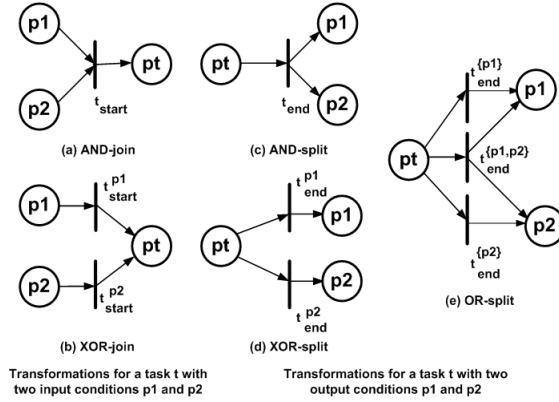 p1
p2
pt
t
start
(a) AND-join
pt
p1
p2
t
end
(c) AND-split
p1
p2
pt
t p1
start
t p2
start
(b) XOR-join
pt
p1
p2
t p1
end
t p2
end
(d) XOR-split
pt
p1
p2
t {p1}
end
t {p1,p2}
end
t {p2}
end
(e) OR-split
Transformations for a task t with
two input conditions p1 and p2
Transformations for a task t with two
output conditions p1 and p2